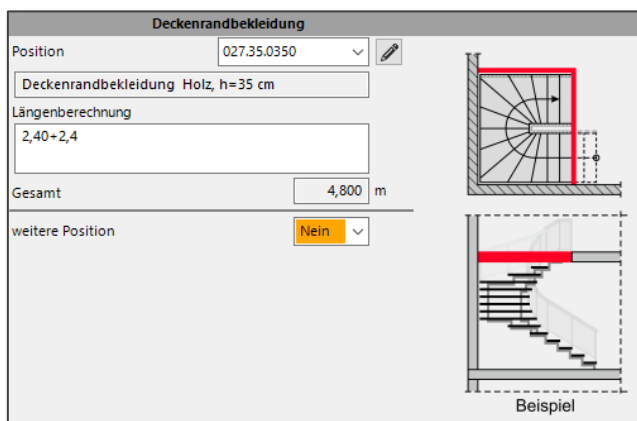 Deckenrandbekleidung
Position 027.35.0350
Deckenrandbekleidung Holz, h=35 cm
Längenberechnung
2,40+2,4
Gesamt 4,800 m
weitere Position Nein
Beispiel